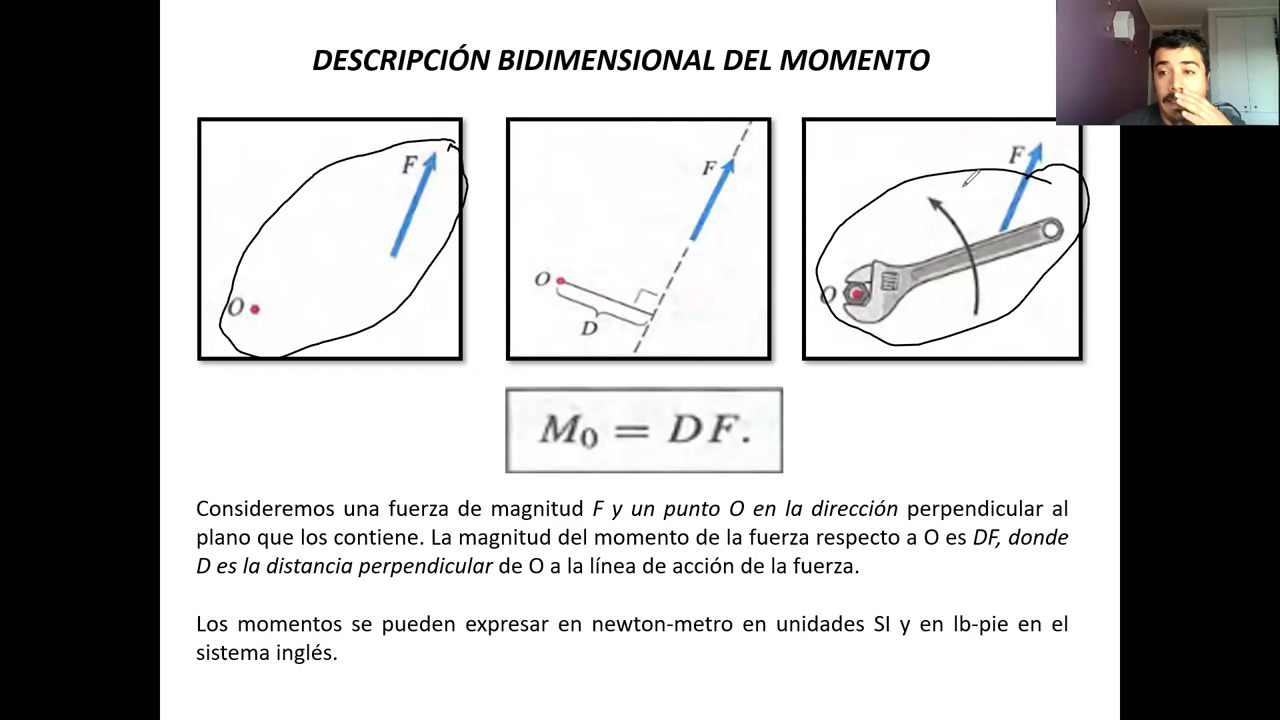 DESCRIPCIÓN BIDIMENSIONAL DEL MOMENTO
F
O
F
O
D
F
O
M₀ = DF.
Consideremos una fuerza de magnitud F y un punto O en la dirección perpendicular al
plano que los contiene. La magnitud del momento de la fuerza respecto a O es DF, donde
D es la distancia perpendicular de O a la línea de acción de la fuerza.
Los momentos se pueden expresar en newton-metro en unidades SI y en lb-pie en el
sistema inglés.